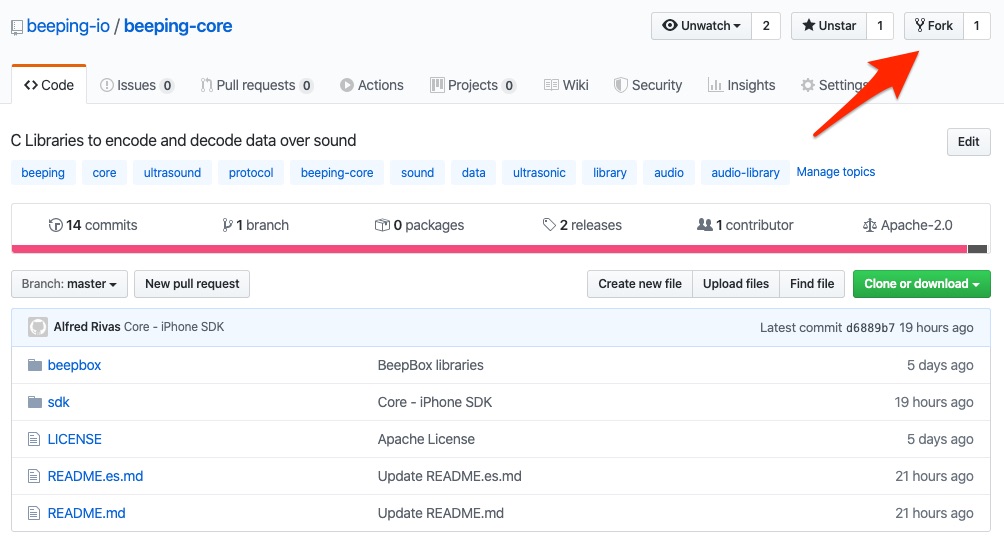 beeping-io / beeping-core Unwatch 2 Unstar 1 Fork 1
Code Issues 0 Pull requests 0 Actions Projects 0 Wiki Security Insights Settings
C Libraries to encode and decode data over sound Edit
beeping core ultrasound protocol beeping-core sound data ultrasonic library audio audio-library Manage topics
14 commits 1 branch 0 packages 2 releases 1 contributor Apache-2.0
Branch: master New pull request Create new file Upload files Find file Clone or download
Alfred Rivas Core - iPhone SDK Latest commit d6889b7 19 hours ago
beepbox BeepBox libraries 5 days ago
sdk Core - iPhone SDK 19 hours ago
LICENSE Apache License 5 days ago
README.es.md Update README.es.md 21 hours ago
README.md Update README.md 21 hours ago